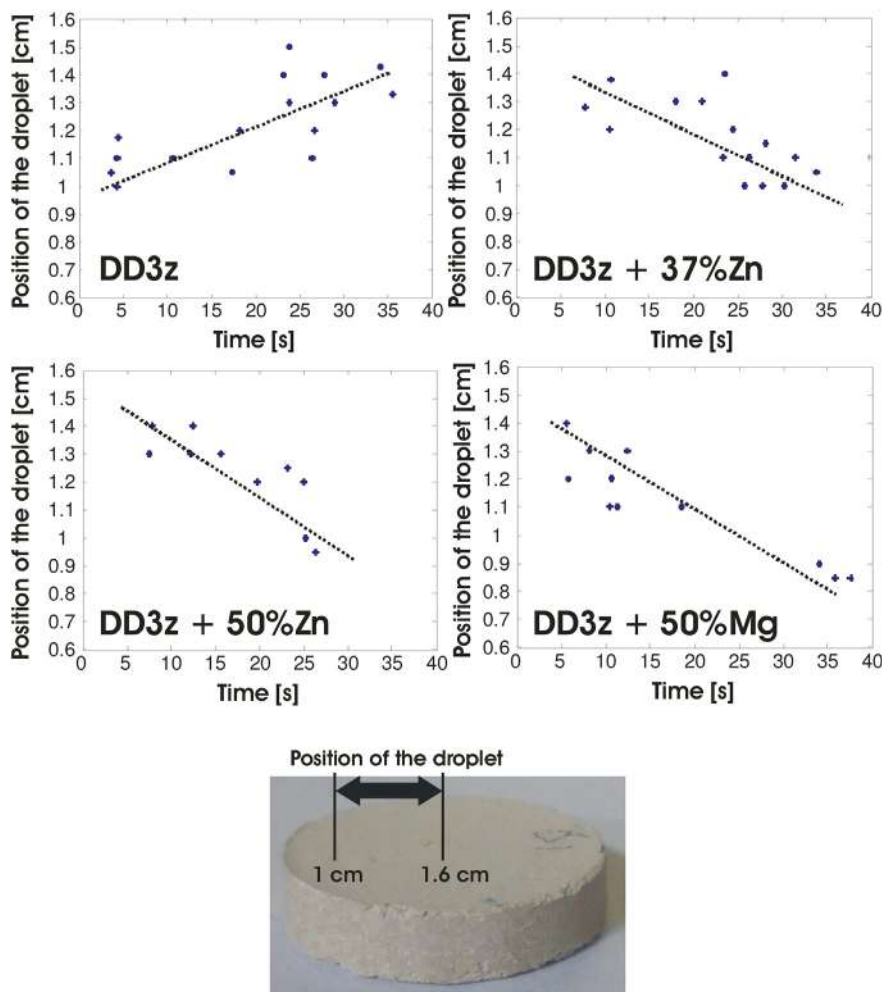 1.6
1.5
1.4
1.3
1.2
1.1
1
0.9
0.8
0.7
0.6
Position of the droplet [cm]
DD3z
0 5 10 15 20 25 30 35 40
Time [s]
1.6
1.5
1.4
1.3
1.2
1.1
1
0.9
0.8
0.7
0.6
Position of the droplet [cm]
DD3z + 37%Zn
0 5 10 15 20 25 30 35 40
Time [s]
1.6
1.5
1.4
1.3
1.2
1.1
1
0.9
0.8
0.7
0.6
Position of the droplet [cm]
DD3z + 50%Zn
0 5 10 15 20 25 30 35 40
Time [s]
1.6
1.5
1.4
1.3
1.2
1.1
1
0.9
0.8
0.7
0.6
Position of the droplet [cm]
DD3z + 50%Mg
0 5 10 15 20 25 30 35 40
Time [s]
Position of the droplet
1 cm 1.6 cm